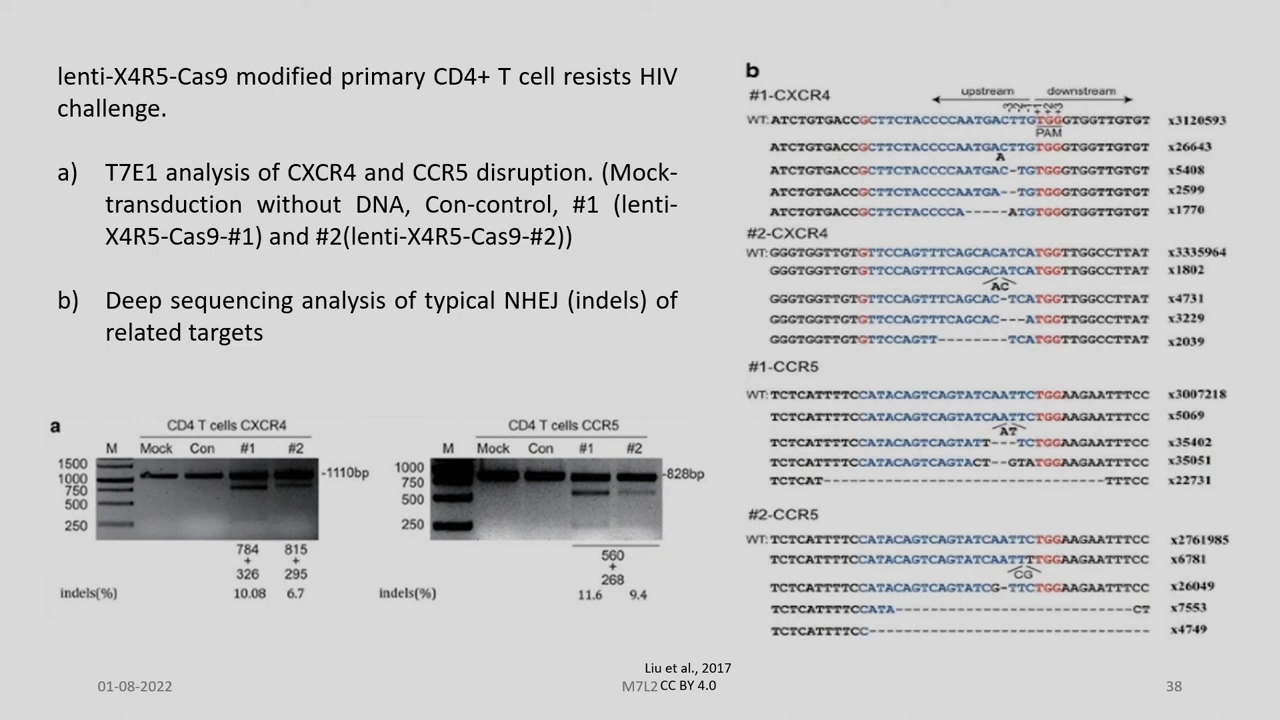 lenti-X4R5-Cas9 modified primary CD4+ T cell resists HIV
challenge.
a) T7E1 analysis of CXCR4 and CCR5 disruption. (Mock-
transduction without DNA, Con-control, #1 (lenti-
X4R5-Cas9-#1) and #2(lenti-X4R5-Cas9-#2))
b) Deep sequencing analysis of typical NHEJ (indels) of
related targets
a
CD4 T cells CXCR4
M Mock Con #1 #2
1500
1000
750
500
250
-1110bp
784 815
+ +
326 295
indels(%) 10.08 6.7
CD4 T cells CCR5
M Mock Con #1 #2
1000
750
500
250
-828bp
560
+
268
indels(%) 11.6 9.4
b
#1-CXCR4
upstream downstream
WT:ATCTGTGACCGCTTCTACCCCAATGACTTGTGGGTGGTTGTGT x3120593
PAM
ATCTGTGACCGCTTCTACCCCAATGACTTGTGGGTGGTTGTGT x26643
A
ATCTGTGACCGCTTCTACCCCAATGAC-TGTGGGTGGTTGTGT x5408
ATCTGTGACCGCTTCTACCCCAATGA--TGTGGGTGGTTGTGT x2599
ATCTGTGACCGCTTCTACCCCA-----ATGTGGGTGGTTGTGT x1770
#2-CXCR4
WT:GGGTGGTTGTGTTCCAGTTTCAGCACATCATGGTTGGCCTTAT x3335964
GGGTGGTTGTGTTCCAGTTTCAGCACATCATGGTTGGCCTTAT x1802
AC
GGGTGGTTGTGTTCCAGTTTCAGCAC-TCATGGTTGGCCTTAT x4731
GGGTGGTTGTGTTCCAGTTTCAGCAC---ATGGTTGGCCTTAT x3229
GGGTGGTTGTGTTCCAGTT--------TCATGGTTGGCCTTAT x2039
#1-CCR5
WT:TCTCATTTTCCATACAGTCAGTATCAATTCTGGAAGAATTTCC x3007218
TCTCATTTTCCATACAGTCAGTATCAATTCTGGAAGAATTTCC x5069
AT
TCTCATTTTCCATACAGTCAGTATT---TCTGGAAGAATTTCC x35402
TCTCATTTTCCATACAGTCAGTACT--GTATGGAAGAATTTCC x35051
TCTCAT--------------------------------TTTCC x22731
#2-CCR5
WT:TCTCATTTTCCATACAGTCAGTATCAATTCTGGAAGAATTTCC x2761985
TCTCATTTTCCATACAGTCAGTATCAATTTTGGAAGAATTTCC x6781
CG
TCTCATTTTCCATACAGTCAGTATCG-TTCTGGAAGAATTTCC x26049
TCTCATTTTCCATA---------------------------CT x7553
TCTCATTTTCC-------------------------------- x4749
Liu et al., 2017
01-08-2022 M7L2 CC BY 4.0 38